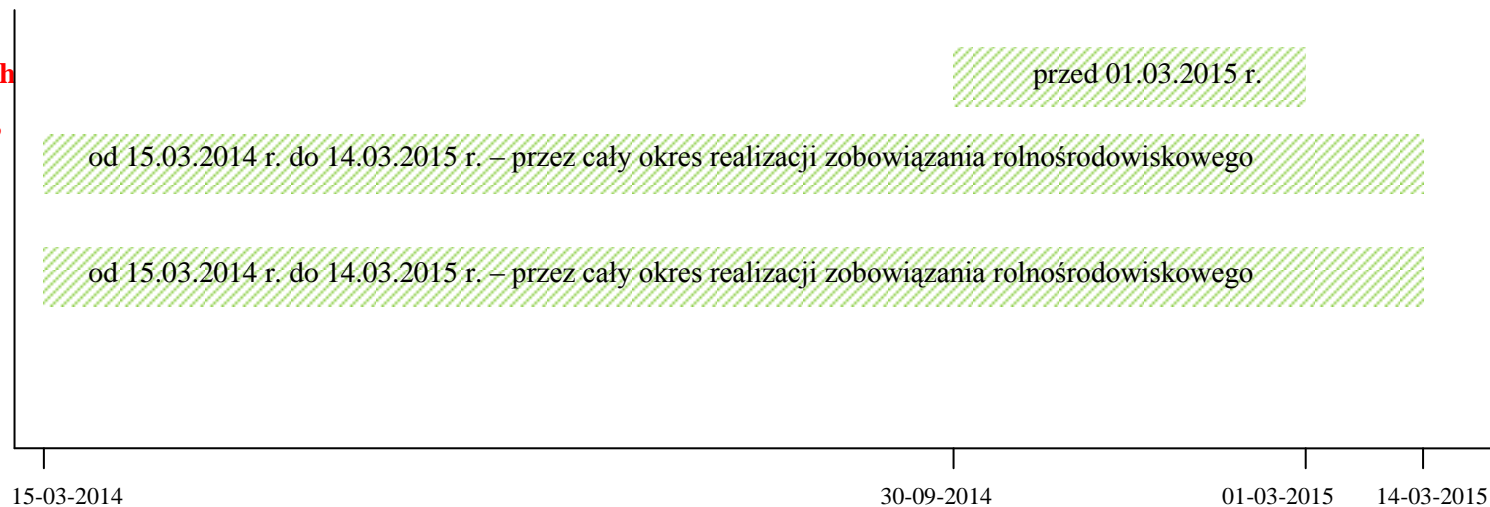 h
przed 01.03.2015 r.
od 15.03.2014 r. do 14.03.2015 r. – przez cały okres realizacji zobowiązania rolnośrodowiskowego
od 15.03.2014 r. do 14.03.2015 r. – przez cały okres realizacji zobowiązania rolnośrodowiskowego
15-03-2014 30-09-2014 01-03-2015 14-03-2015